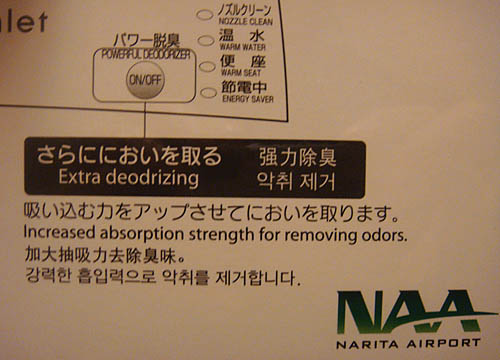 let
ノズルクリーン
NOZZLE CLEAN
温 水
WARM WATER
便 座
WARM SEAT
節電中
ENERGY SAVER
パワー脱臭
POWERFUL DEODORIZER
ON/OFF
さらににおいを取る 强力除臭
Extra deodrizing 악취 제거
吸い込む力をアップさせてにおいを取ります。
Increased absorption strength for removing odors.
加大抽吸力去除臭味。
강력한 흡입력으로 악취를 제거합니다.
NAA
NARITA AIRPORT